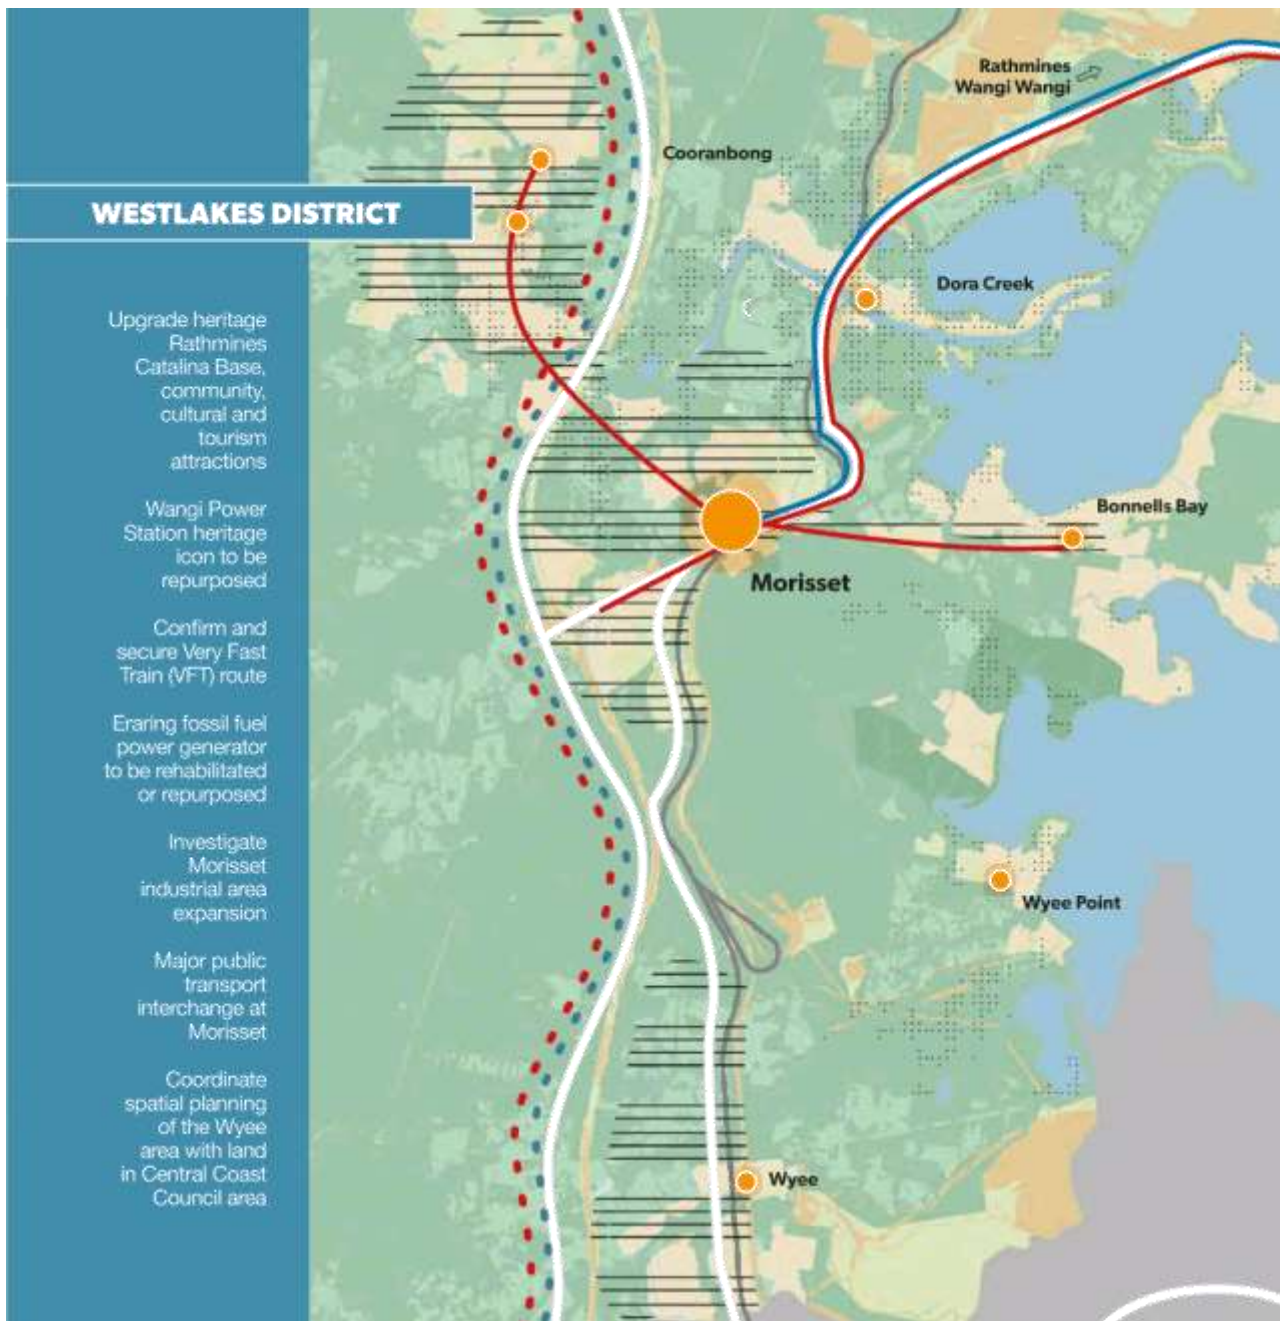 WESTLAKES DISTRICT
Upgrade heritage
Rathmines
Catalina Base,
community,
cultural and
tourism
attractions
Wangi Power
Station heritage
icon to be
repurposed
Confirm and
secure Very Fast
Train (VFT) route
Eraring fossil fuel
power generator
to be rehabilitated
or repurposed
Investigate
Morisset
industrial area
expansion
Major public
transport
interchange at
Morisset
Coordinate
spatial planning
of the Wyee
area with land
in Central Coast
Council area
Rathmines
Wangi Wangi
Cooranbong
Dora Creek
Bonnells Bay
Morisset
Wyee Point
Wyee